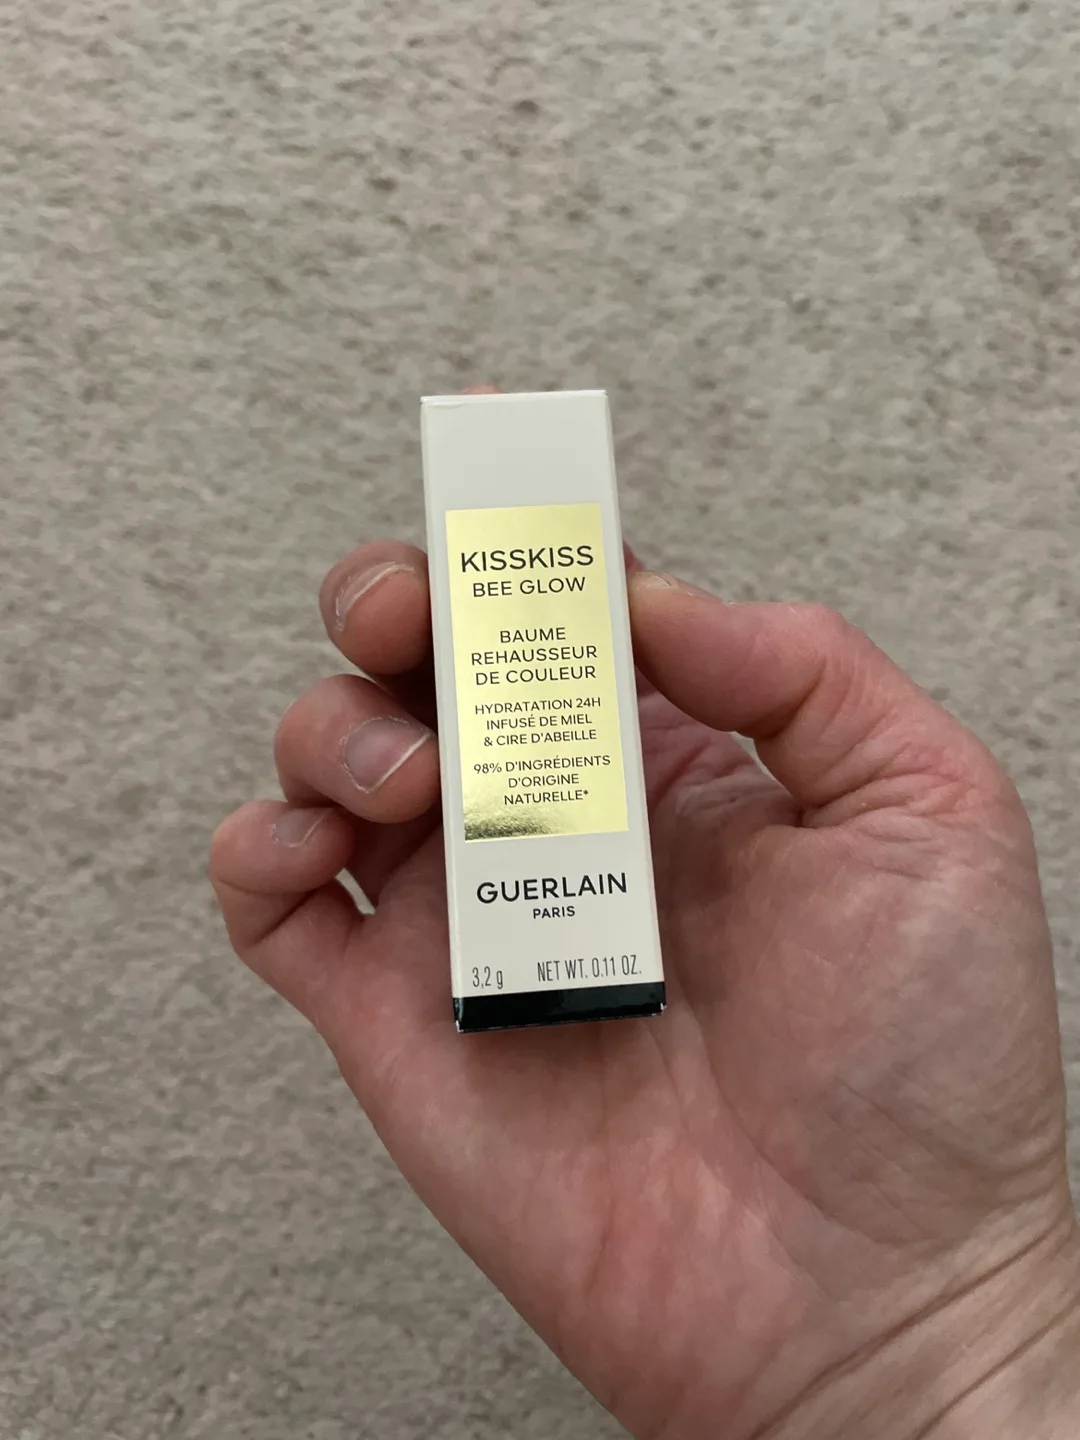 KISSKISS
BEE GLOW
BAUME
REHAUSSEUR
DE COULEUR
HYDRATATION 24H
INFUSÉ DE MIEL
& CIRE D'ABEILLE
98% D'INGRÉDIENTS
D'ORIGINE
NATURELLE*
GUERLAIN
PARIS
3,2 g NET WT. 0.11 OZ.